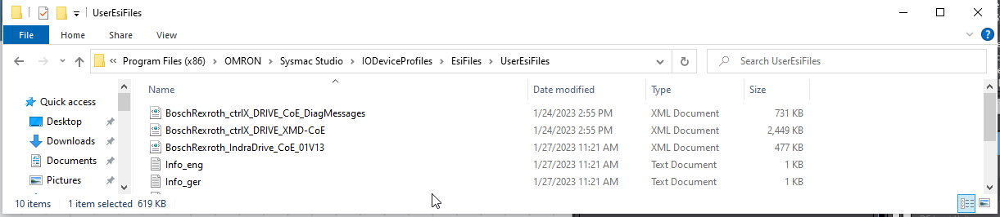 UserEsiFiles
File Home Share View
« Program Files (x86) > OMRON > Sysmac Studio > IODeviceProfiles > EsiFiles > UserEsiFiles Search UserEsiFiles
Quick access
Desktop
Downloads
Documents
Pictures
Name Date modified Type Size
BoschRexroth_ctrlX_DRIVE_CoE_DiagMessages 1/24/2023 2:55 PM XML Document 731 KB
BoschRexroth_ctrlX_DRIVE_XMD-CoE 1/24/2023 2:55 PM XML Document 2,449 KB
BoschRexroth_IndraDrive_CoE_01V13 1/27/2023 11:21 AM XML Document 477 KB
Info_eng 1/27/2023 11:21 AM Text Document 1 KB
Info_ger 1/27/2023 11:21 AM Text Document 1 KB
10 items 1 item selected 619 KB